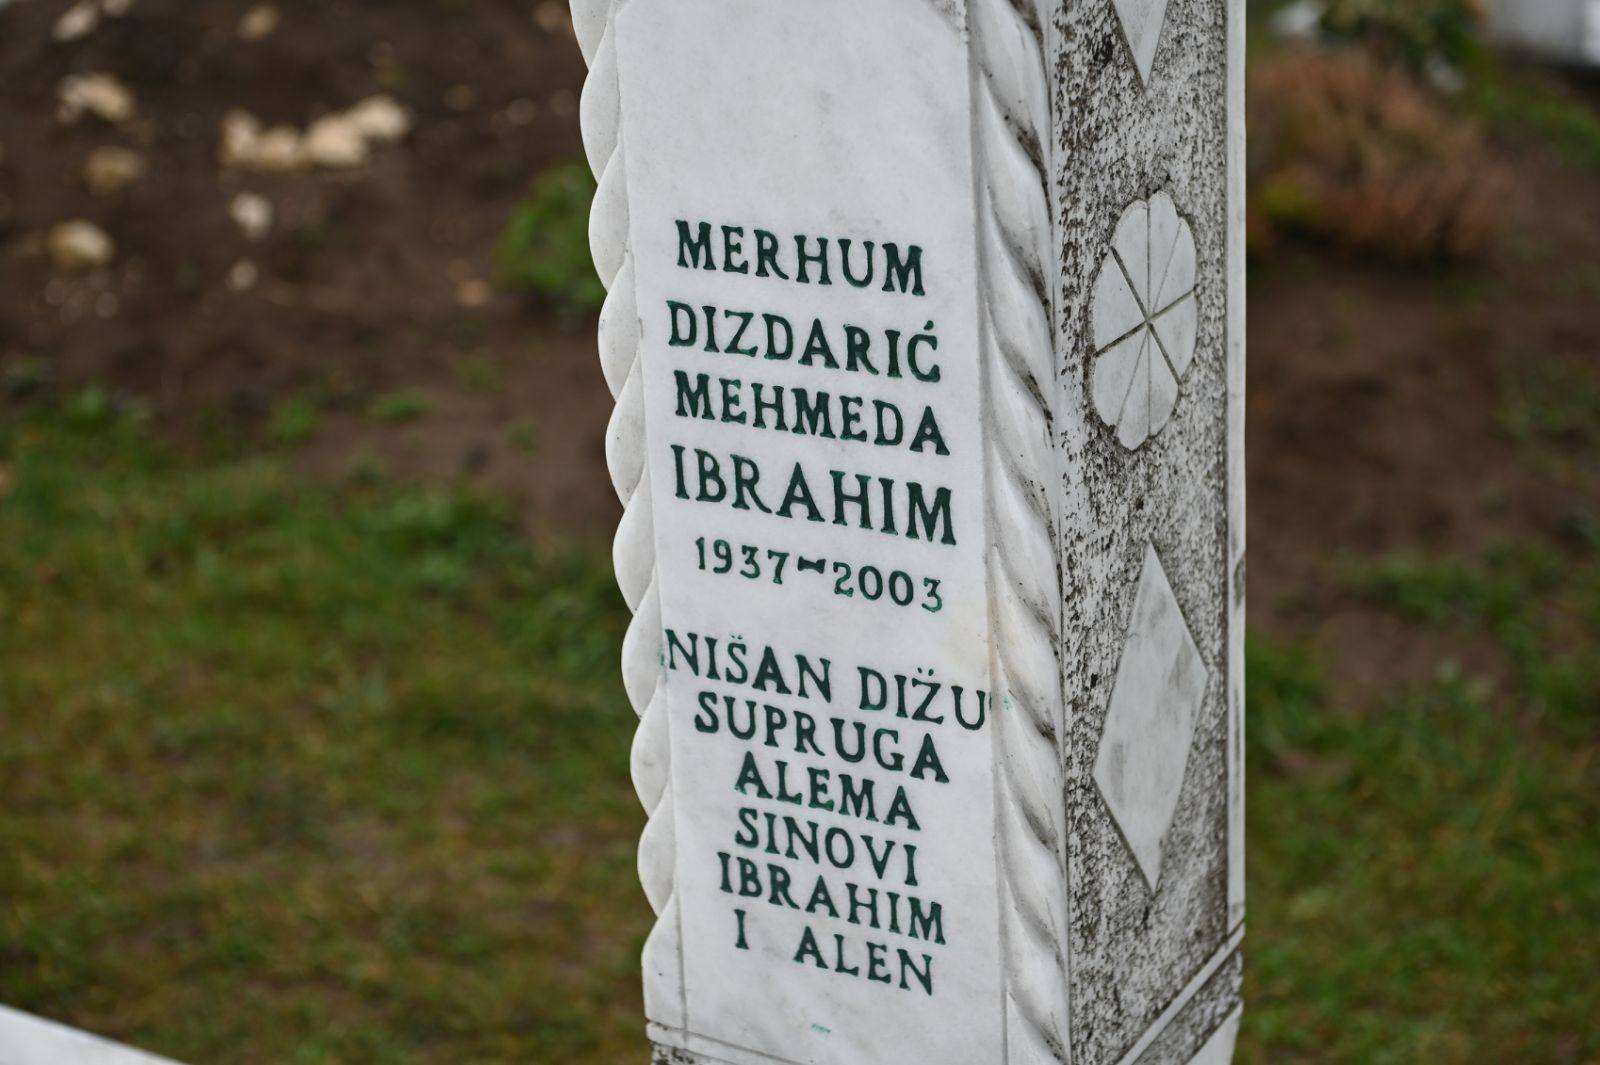 MERHUM
DIZDARIĆ
MEHMEDA
IBRAHIM
1937-2003
NIŠAN DIŽU
SUPRUGA
ALEMA
SINOVI
IBRAHIM
I ALEN